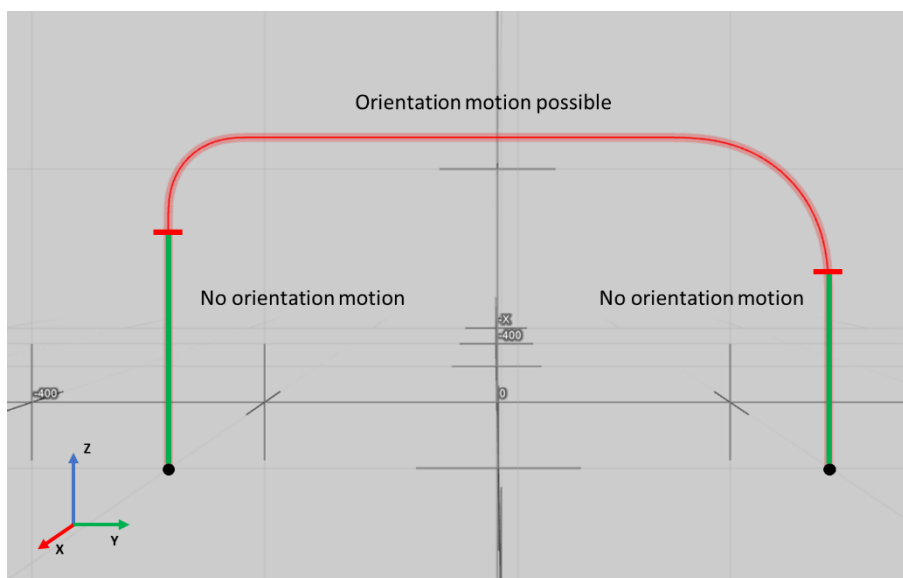 Orientation motion possible
No orientation motion
No orientation motion
-X
-400
-400
0
Z
X
Y